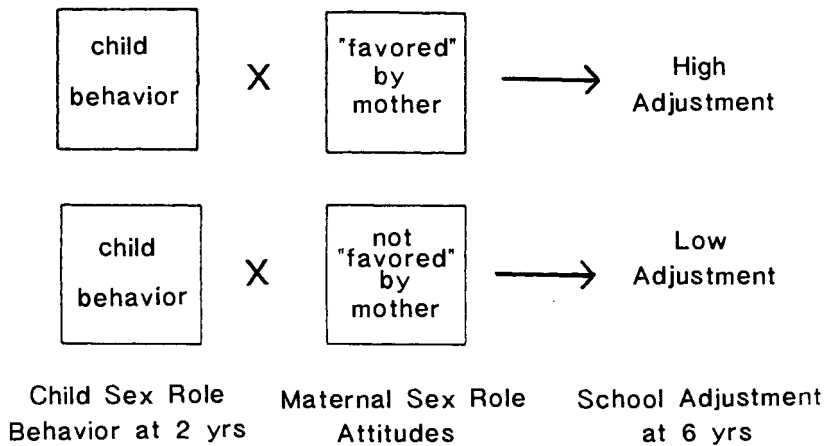 child
behavior
X
"favored"
by
mother
High
Adjustment
child
behavior
X
not
"favored"
by
mother
Low
Adjustment
Child Sex Role
Behavior at 2 yrs
Maternal Sex Role
Attitudes
School Adjustment
at 6 yrs